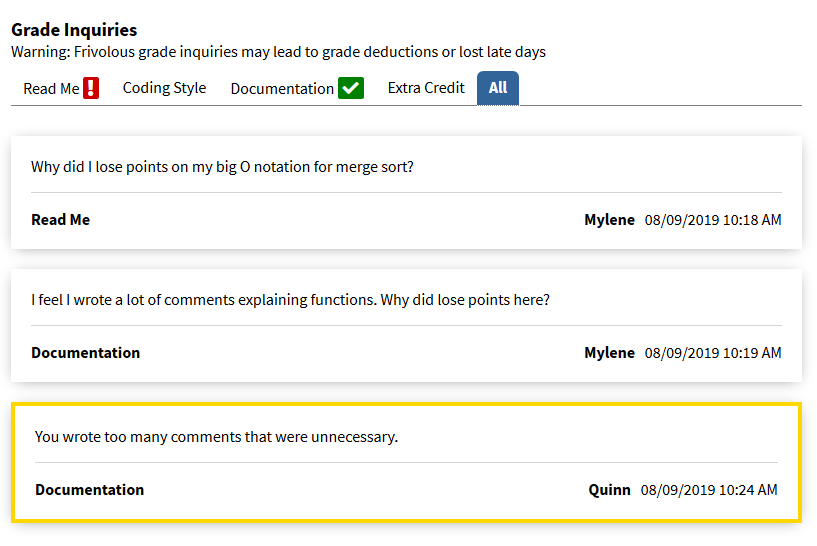 Grade Inquiries
Warning: Frivolous grade inquiries may lead to grade deductions or lost late days
Read Me ! Coding Style Documentation Extra Credit All
Why did I lose points on my big O notation for merge sort?
Read Me Mylene 08/09/2019 10:18 AM
I feel I wrote a lot of comments explaining functions. Why did lose points here?
Documentation Mylene 08/09/2019 10:19 AM
You wrote too many comments that were unnecessary.
Documentation Quinn 08/09/2019 10:24 AM